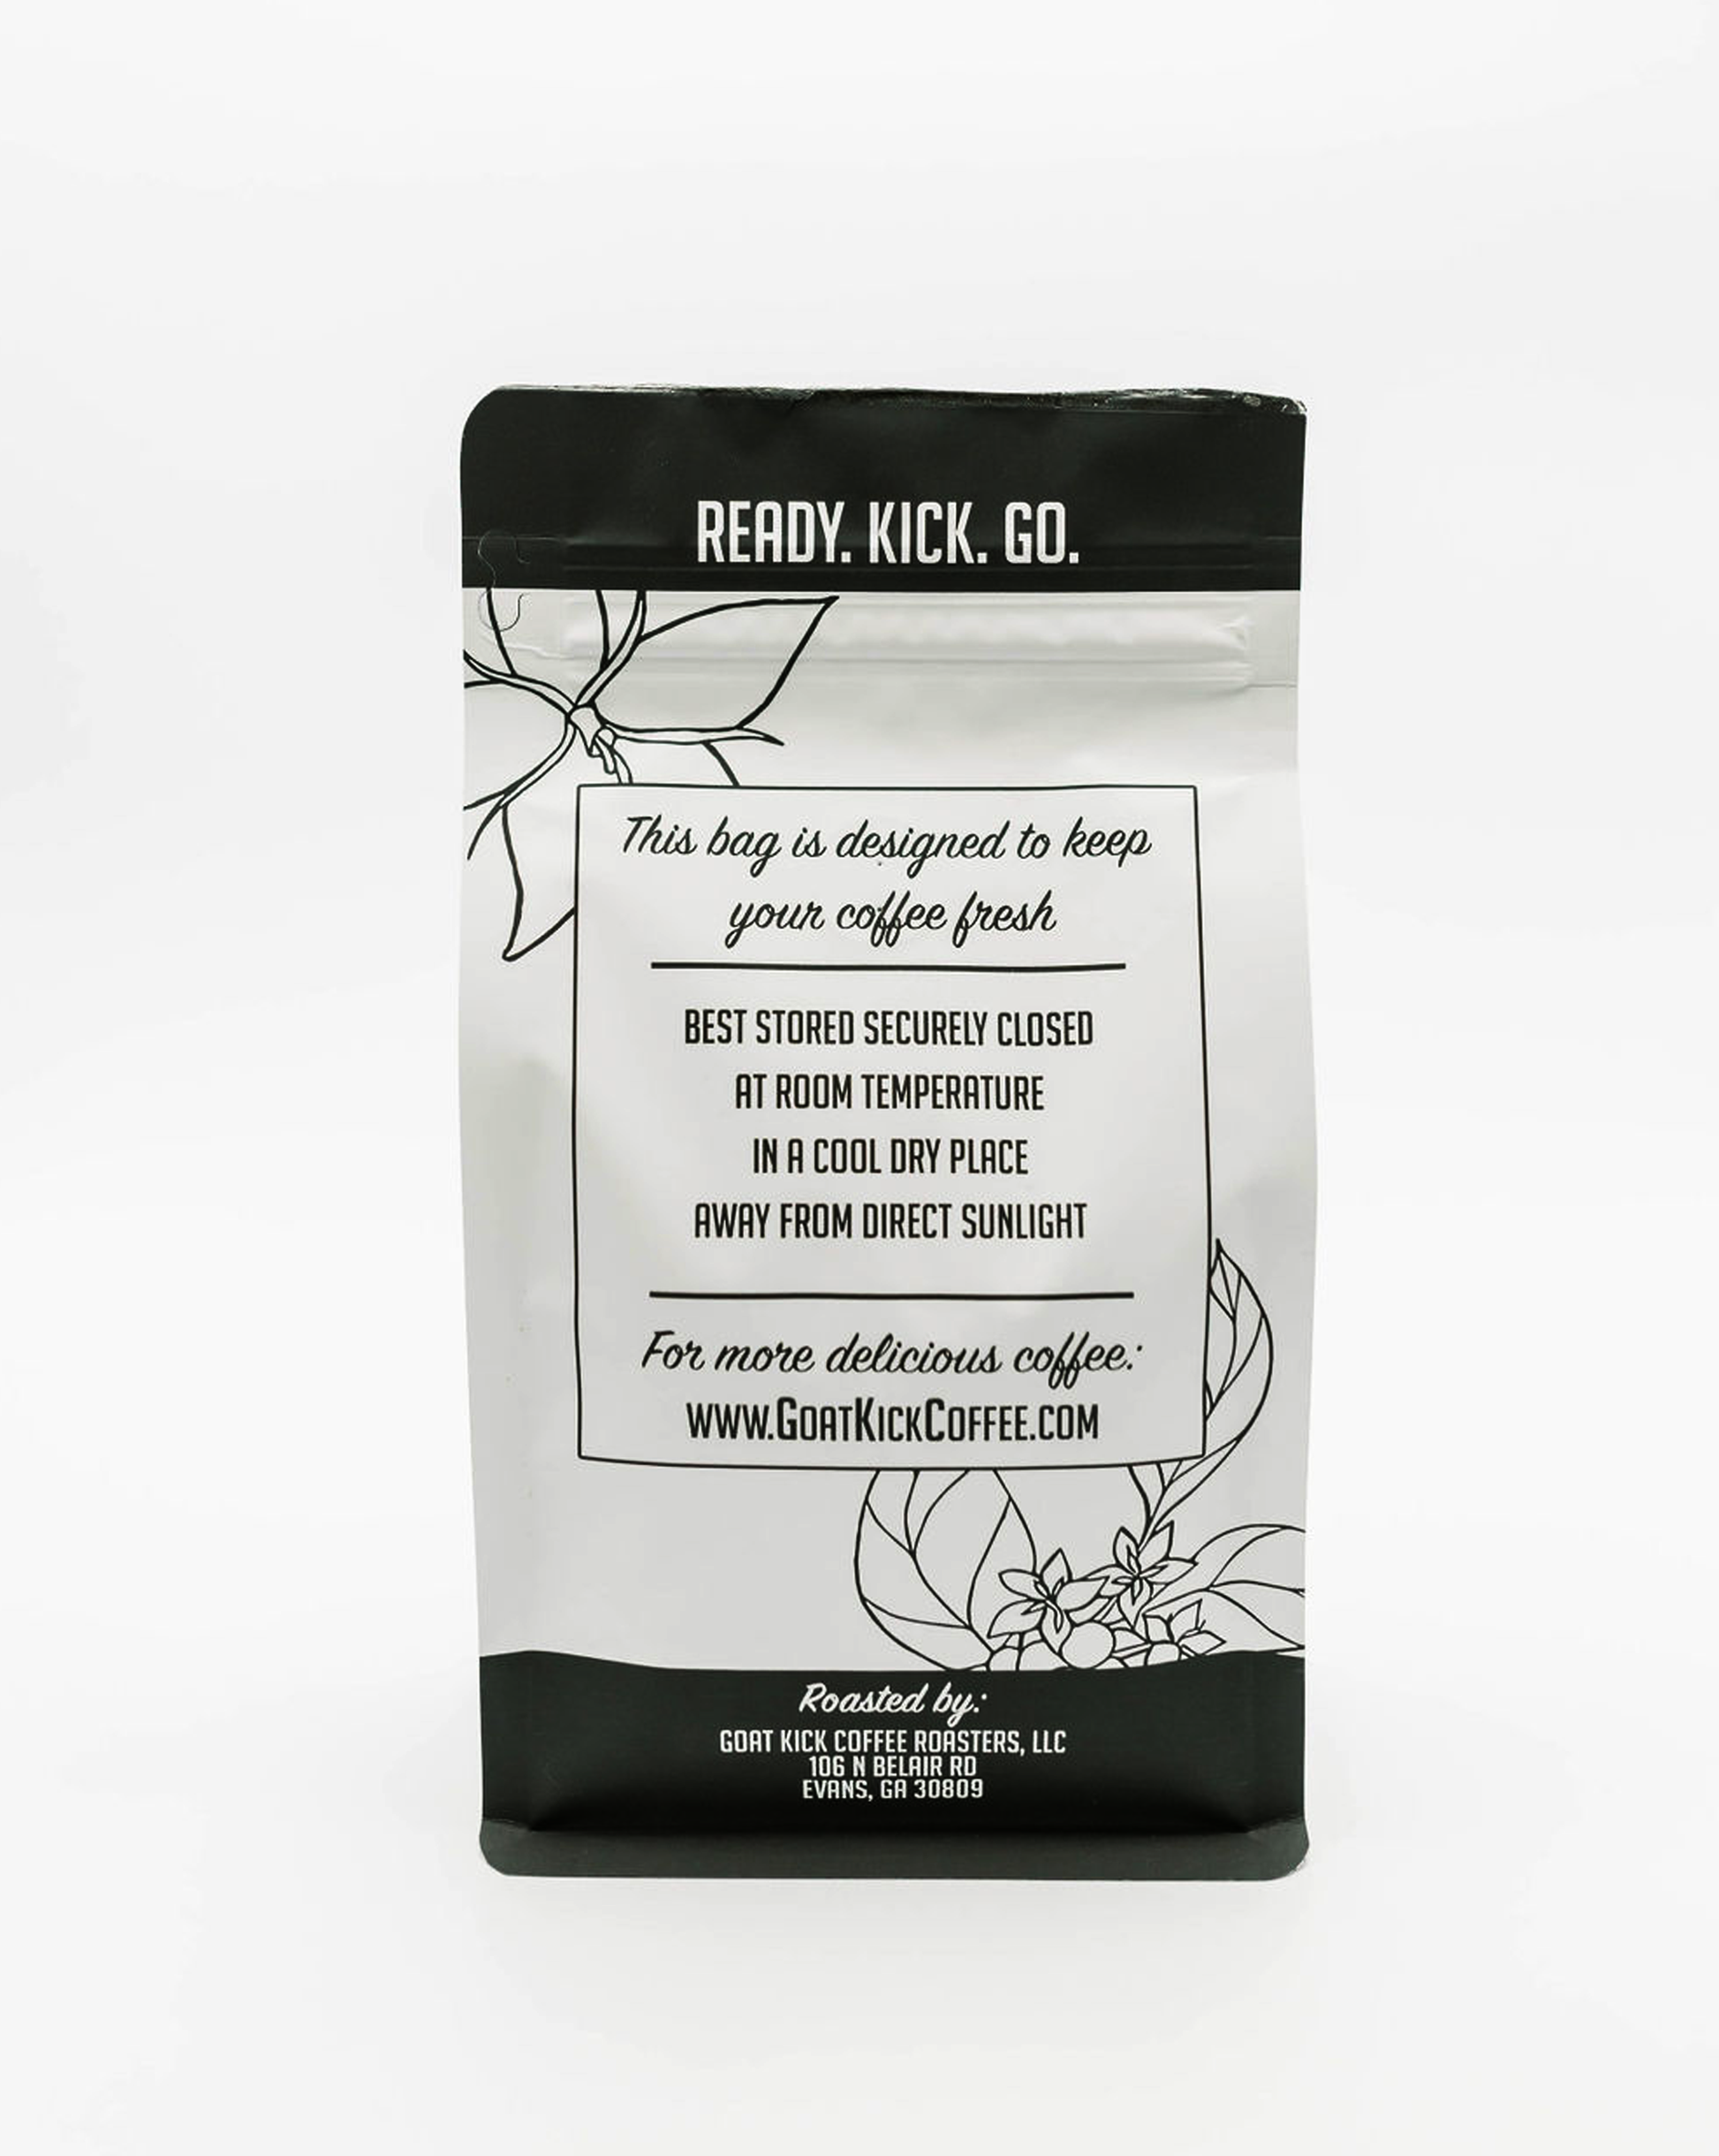 READY. KICK. GO.
This bag is designed to keep
your coffee fresh
BEST STORED SECURELY CLOSED
AT ROOM TEMPERATURE
IN A COOL DRY PLACE
AWAY FROM DIRECT SUNLIGHT
For more delicious coffee:
WWW.GOATKICKCOFFEE.COM
Roasted by:
GOAT KICK COFFEE ROASTERS, LLC
106 N BELAIR RD
EVANS, GA 30809